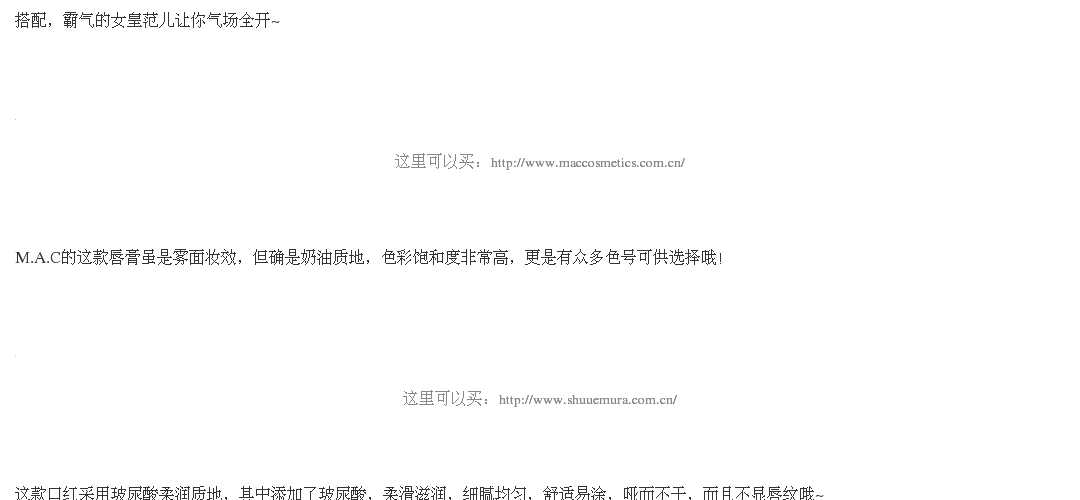 搭配，霸气的女皇范儿让你气场全开~
这里可以买：http://www.maccosmetics.com.cn/
M.A.C的这款唇膏虽是雾面妆效，但确是奶油质地，色彩饱和度非常高，更是有众多色号可供选择哦!
这里可以买：http://www.shuuemura.com.cn/
这款口红采用玻尿酸柔润质地，其中添加了玻尿酸，柔滑滋润，细腻均匀，舒适易涂，哑而不干，而且不显唇纹哦~